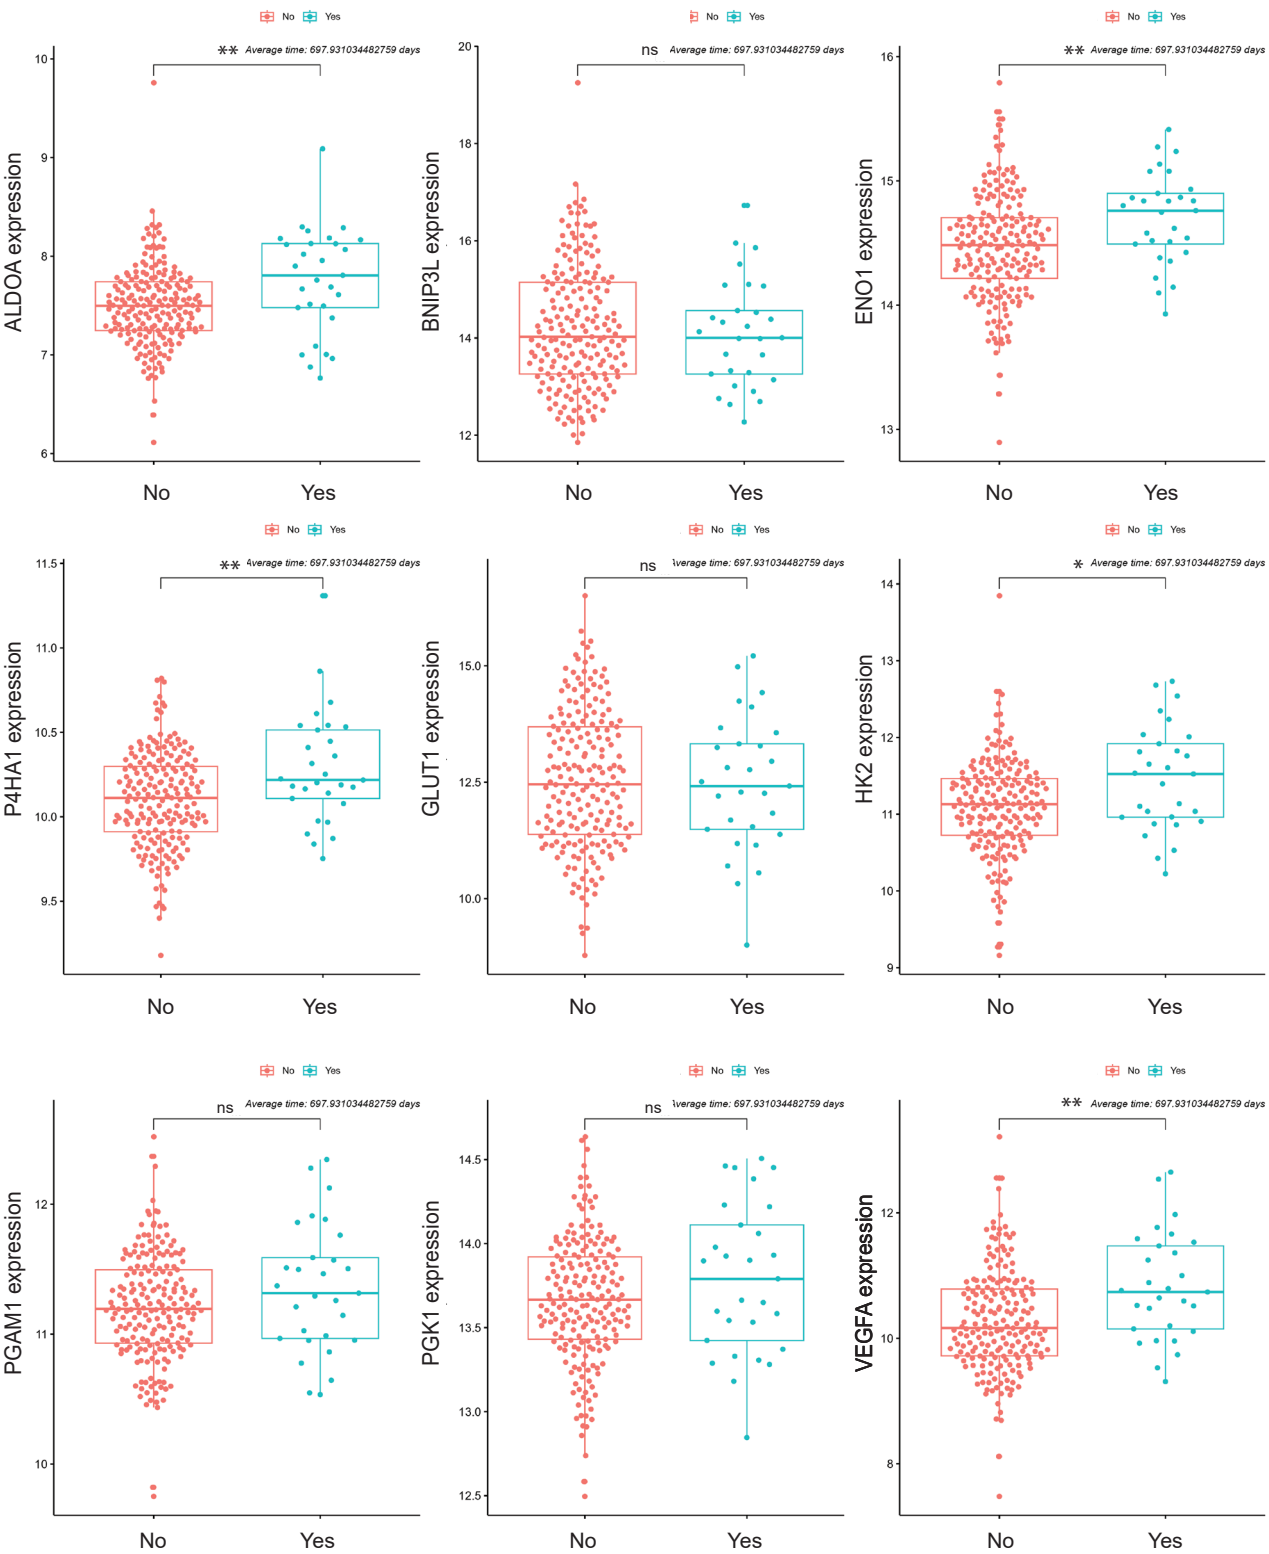 No Yes
** Average time: 697.931034482759 days
ALDOA expression
10
9
8
7
6
No Yes
No Yes
ns Average time: 697.931034482759 days
BNIP3L expression
20
18
16
14
12
No Yes
No Yes
** Average time: 697.931034482759 days
ENO1 expression
16
15
14
13
No Yes
No Yes
** Average time: 697.931034482759 days
P4HA1 expression
11.5
11.0
10.5
10.0
9.5
No Yes
No Yes
ns Average time: 697.931034482759 days
GLUT1 expression
15.0
12.5
10.0
No Yes
No Yes
* Average time: 697.931034482759 days
HK2 expression
14
13
12
11
10
9
No Yes
No Yes
ns Average time: 697.931034482759 days
PGAM1 expression
12
11
10
No Yes
No Yes
ns Average time: 697.931034482759 days
PGK1 expression
14.5
14.0
13.5
13.0
12.5
No Yes
No Yes
** Average time: 697.931034482759 days
VEGFA expression
12
10
8
No Yes